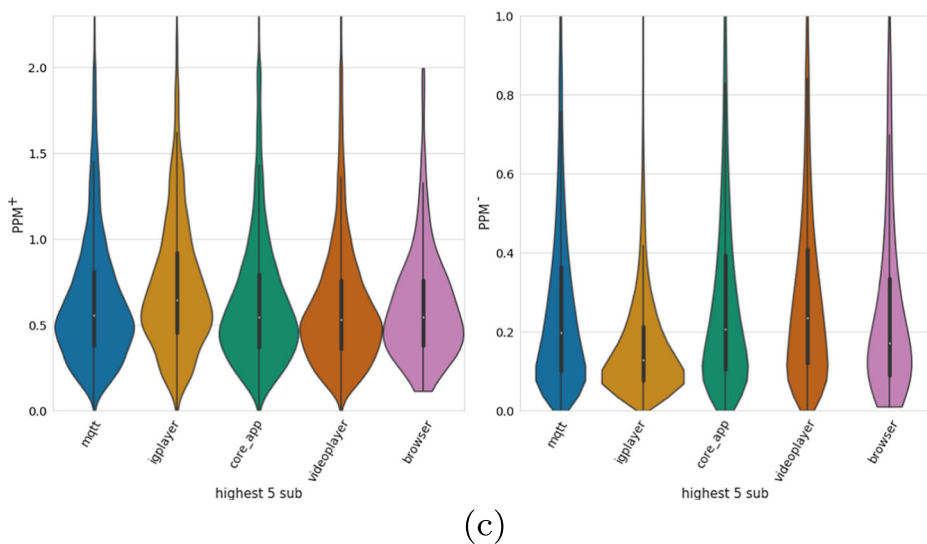 2.0
1.5
1.0
0.5
0.0
PPM+
mqtt
igplayer
core_app
videoplayer
browser
highest 5 sub
1.0
0.8
0.6
0.4
0.2
0.0
PPM-
mqtt
igplayer
core_app
videoplayer
browser
highest 5 sub
(c)